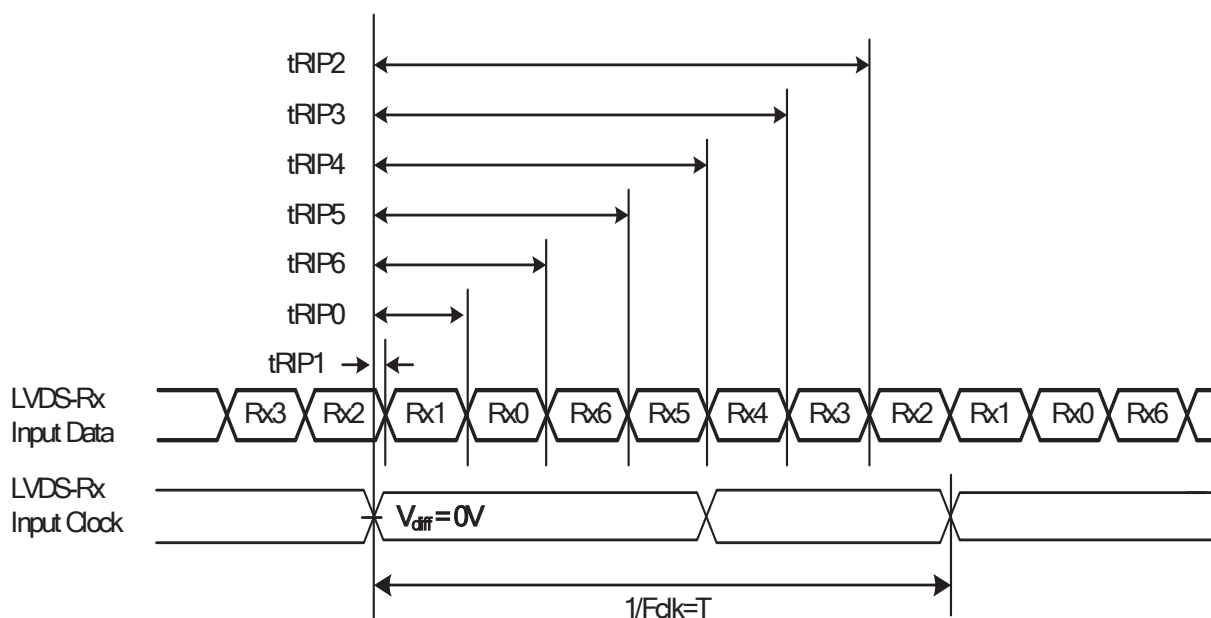 tRIP2
tRIP3
tRIP4
tRIP5
tRIP6
tRIP0
tRIP1
LVDS-Rx
Input Data
Rx3 Rx2 Rx1 Rx0 Rx6 Rx5 Rx4 Rx3 Rx2 Rx1 Rx0 Rx6
LVDS-Rx
Input Clock
Vdiff = 0V
1/Fclk=T